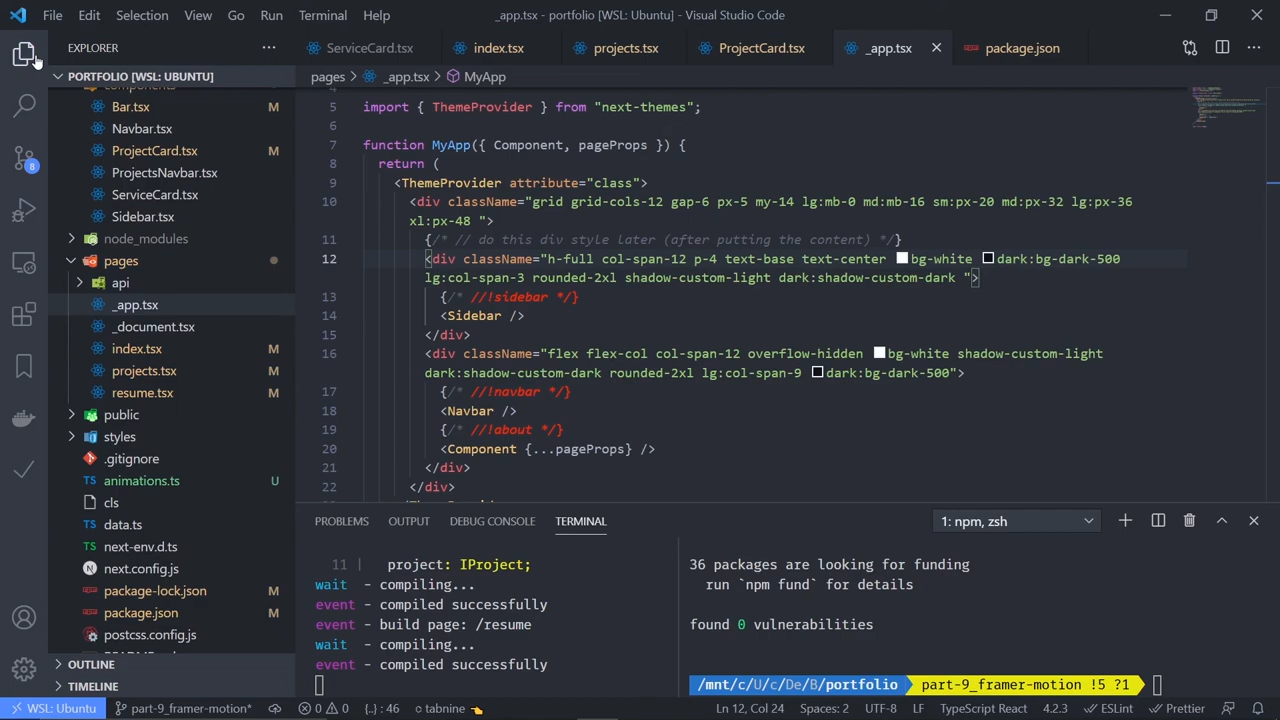 File Edit Selection View Go Run Terminal Help
_app.tsx - portfolio [WSL: Ubuntu] - Visual Studio Code
EXPLORER
ServiceCard.tsx
index.tsx
projects.tsx
ProjectCard.tsx
_app.tsx
package.json
PORTFOLIO [WSL: UBUNTU]
pages > _app.tsx > MyApp
components
Bar.tsx M
Navbar.tsx
ProjectCard.tsx M
ProjectsNavbar.tsx
ServiceCard.tsx
Sidebar.tsx
node_modules
pages
api
_app.tsx
_document.tsx
index.tsx M
projects.tsx M
resume.tsx M
public
styles
.gitignore
TS animations.ts U
cls
TS data.ts
TS next-env.d.ts
next.config.js
package-lock.json M
package.json M
postcss.config.js
OUTLINE
TIMELINE
8
4
5 import { ThemeProvider } from "next-themes";
6
7 function MyApp({ Component, pageProps }) {
8 return (
9 <ThemeProvider attribute="class">
10 <div className="grid grid-cols-12 gap-6 px-5 my-14 lg:mb-0 md:mb-16 sm:px-20 md:px-32 lg:px-36
xl:px-48 ">
11 {/* // do this div style later (after putting the content) */}
12 <div className="h-full col-span-12 p-4 text-base text-center bg-white dark:bg-dark-500
lg:col-span-3 rounded-2xl shadow-custom-light dark:shadow-custom-dark ">
13 {/* //!sidebar */}
14 <Sidebar />
15 </div>
16 <div className="flex flex-col col-span-12 overflow-hidden bg-white shadow-custom-light
dark:shadow-custom-dark rounded-2xl lg:col-span-9 dark:bg-dark-500">
17 {/* //!navbar */}
18 <Navbar />
19 {/* //!about */}
20 <Component {...pageProps} />
21 </div>
22 </div>
PROBLEMS OUTPUT DEBUG CONSOLE TERMINAL
1: npm, zsh
11 | project: IProject;
wait - compiling...
event - compiled successfully
event - build page: /resume
wait - compiling...
event - compiled successfully
36 packages are looking for funding
run `npm fund` for details
found 0 vulnerabilities
/mnt/c/U/c/De/B/portfolio part-9_framer-motion !5 ?1
WSL: Ubuntu part-9_framer-motion* 0 0 {.} : 46 tabnine Ln 12, Col 24 Spaces: 2 UTF-8 LF TypeScript React 4.2.3 ESLint Prettier